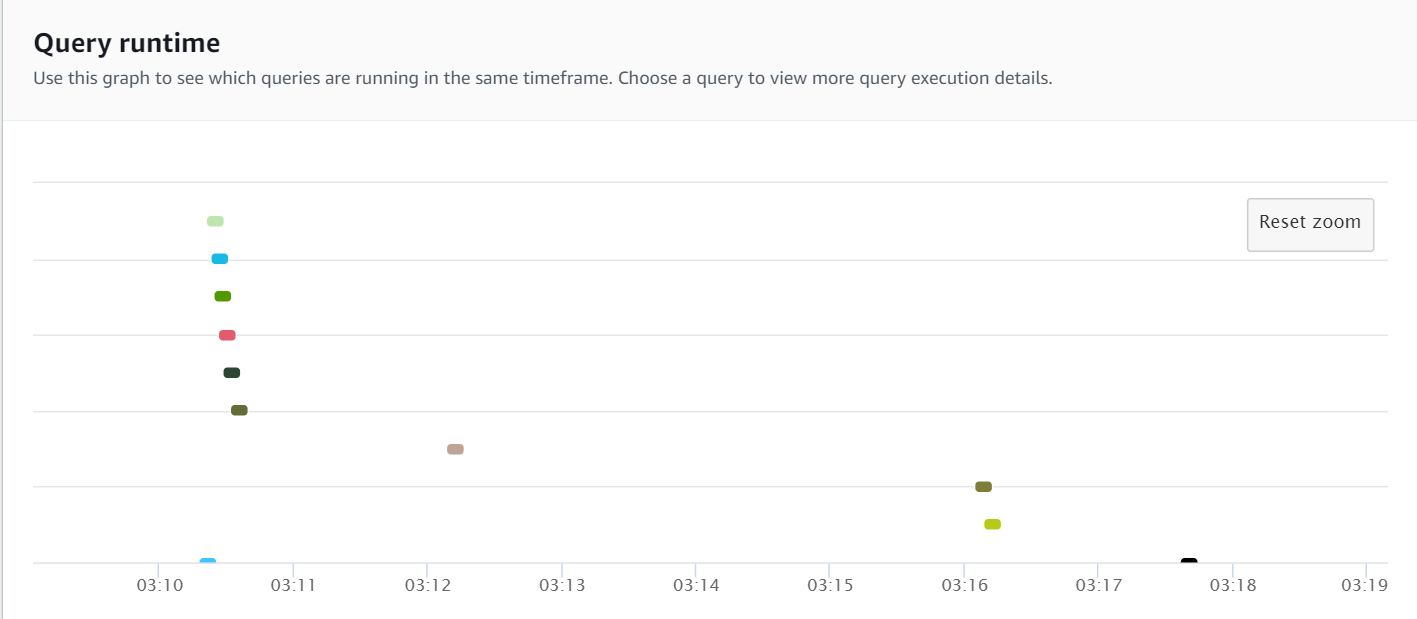 Query runtime
Use this graph to see which queries are running in the same timeframe. Choose a query to view more query execution details.
Reset zoom
03:10 03:11 03:12 03:13 03:14 03:15 03:16 03:17 03:18 03:19